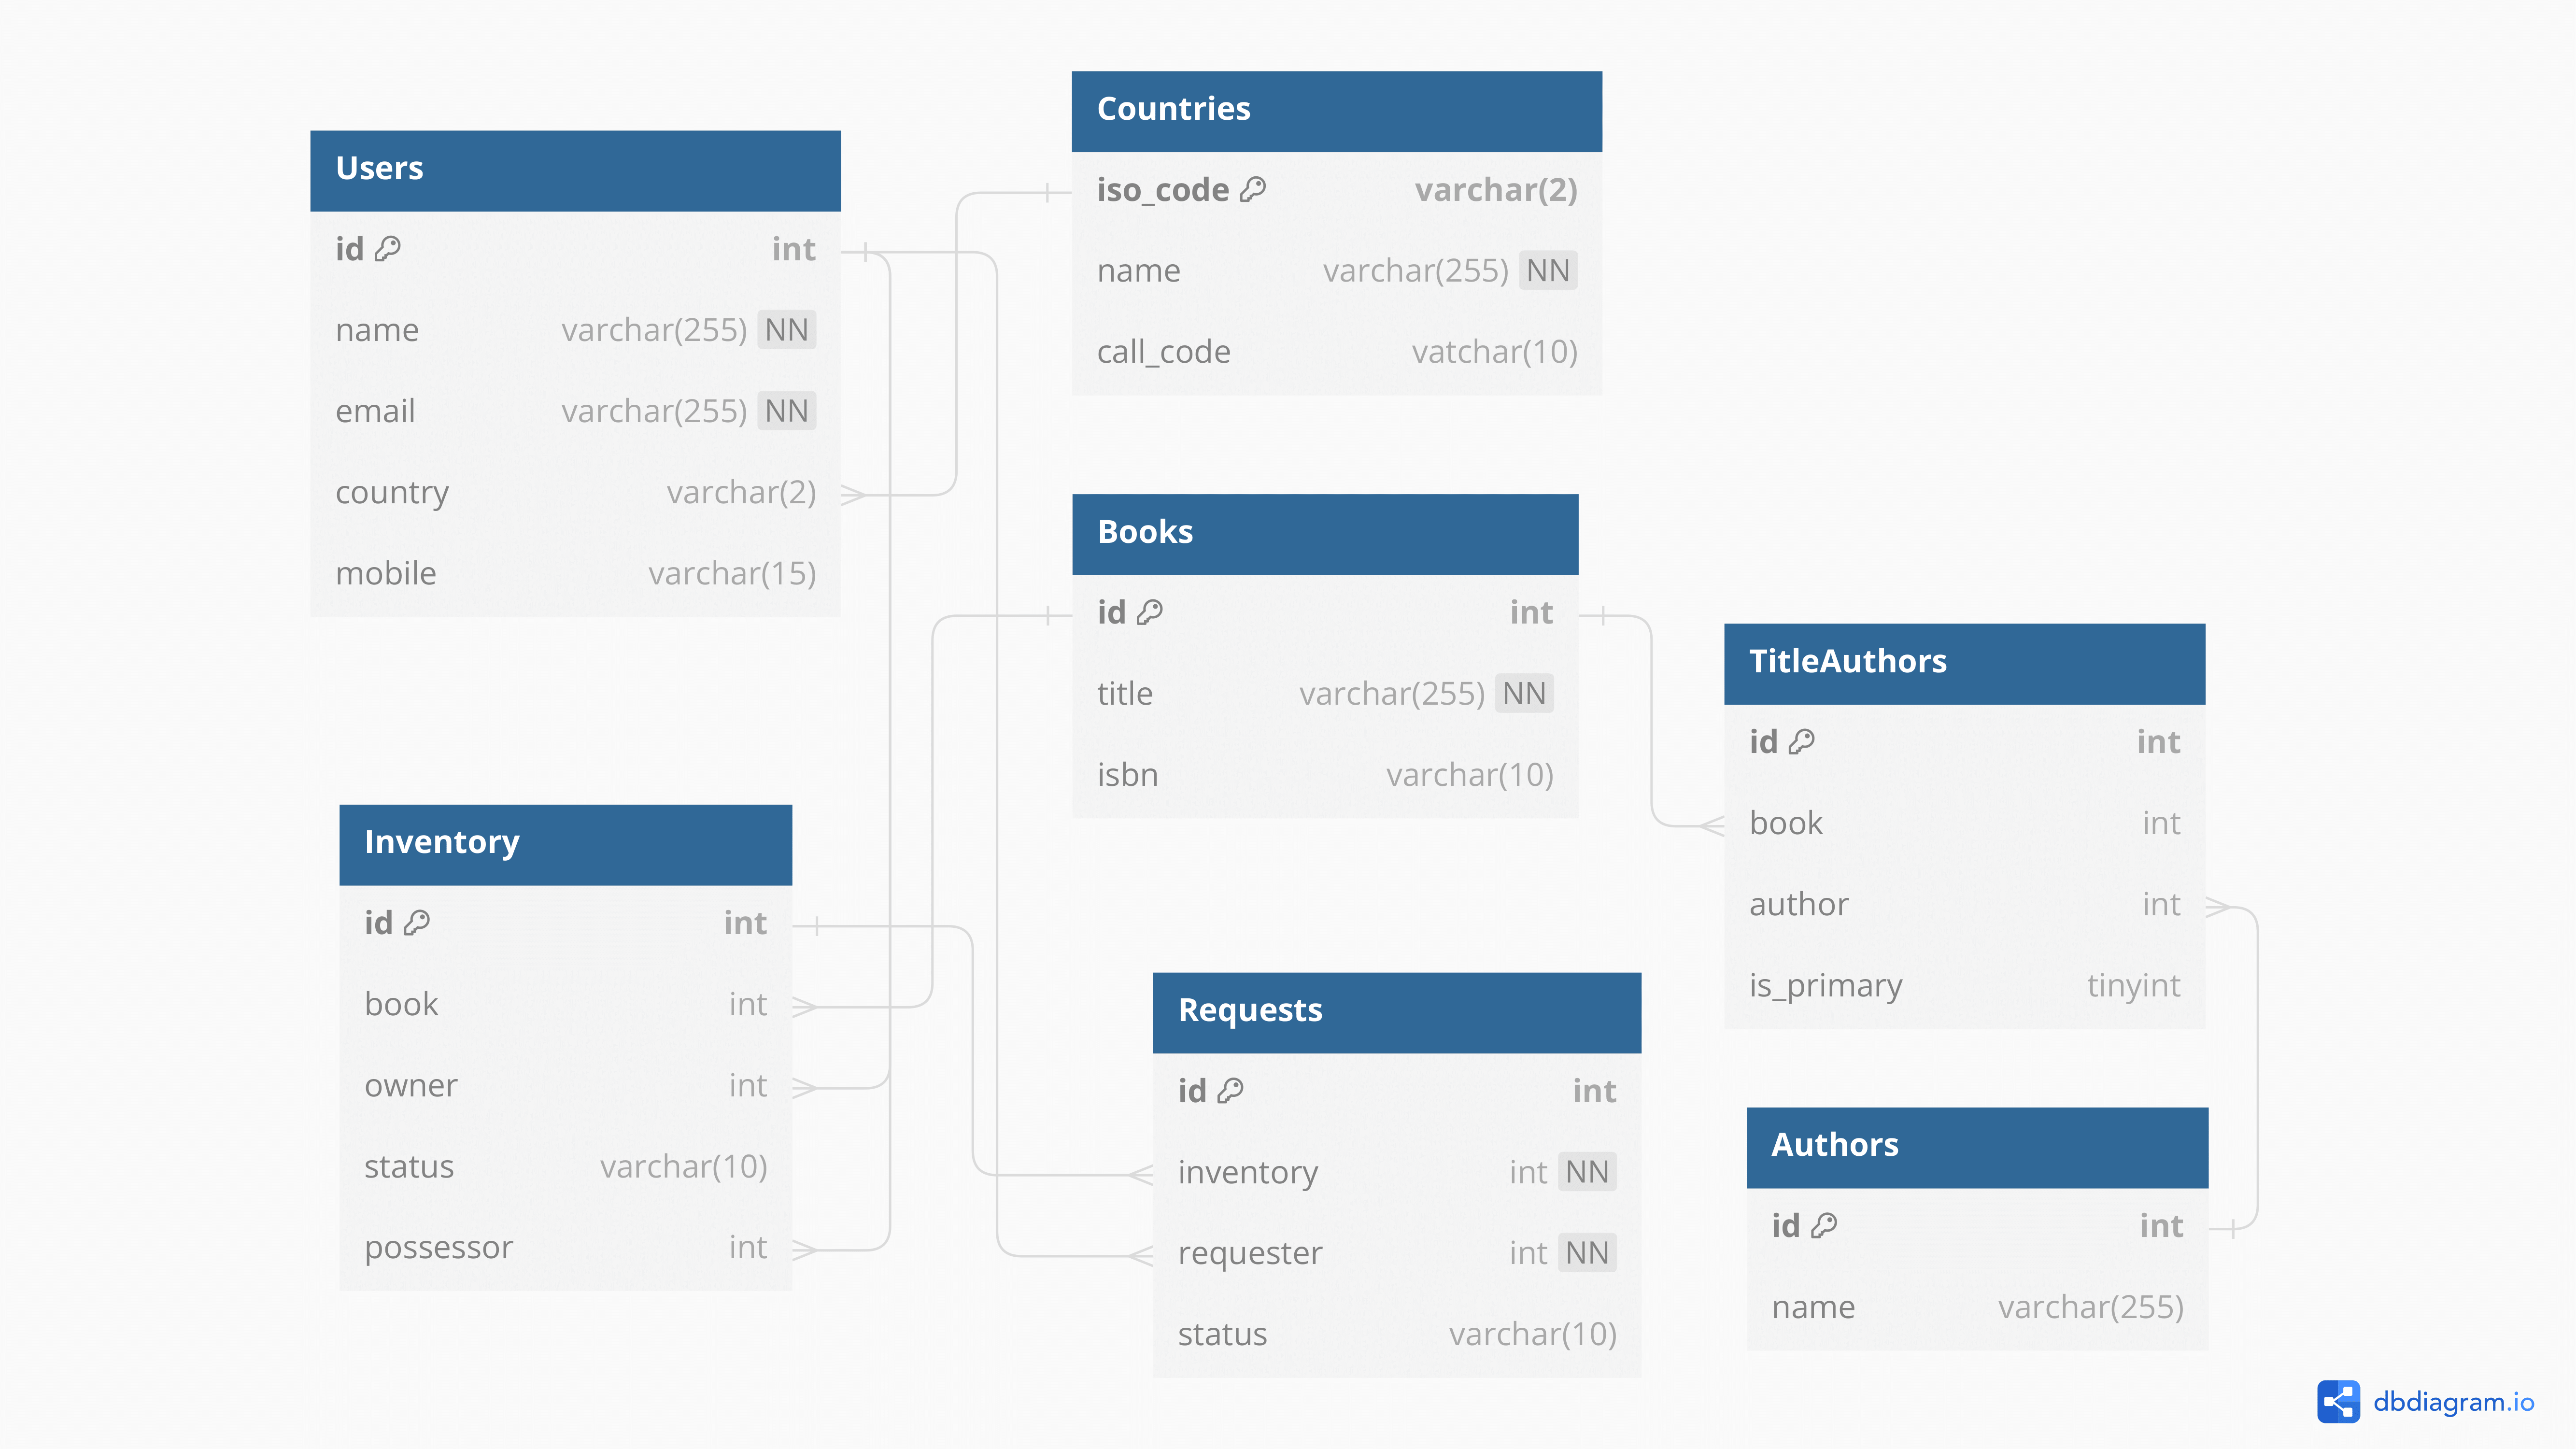 Countries
iso_code varchar(2)
name varchar(255) NN
call_code vatchar(10)
Users
id int
name varchar(255) NN
email varchar(255) NN
country varchar(2)
mobile varchar(15)
Books
id int
title varchar(255) NN
isbn varchar(10)
TitleAuthors
id int
book int
author int
is_primary tinyint
Inventory
id int
book int
owner int
status varchar(10)
possessor int
Requests
id int
inventory int NN
requester int NN
status varchar(10)
Authors
id int
name varchar(255)
dbdiagram.io